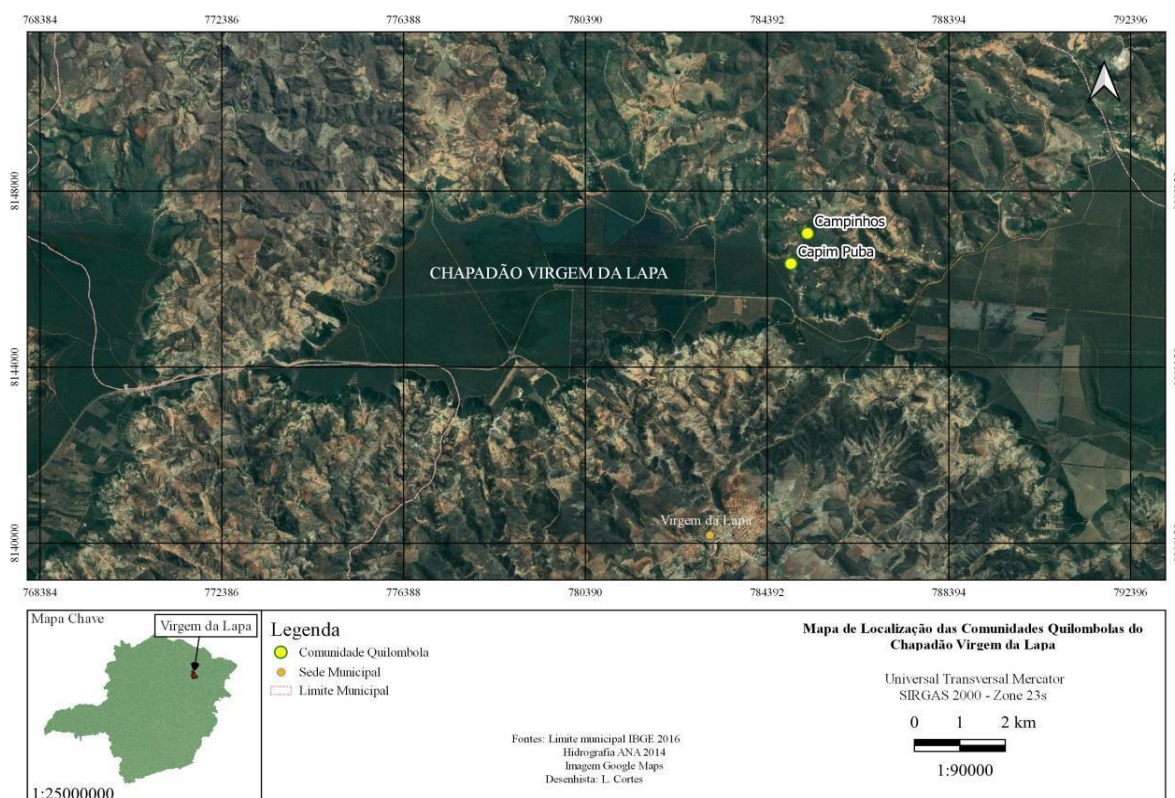 768384 772386 776388 780390 784392 788394 792396
8148000
Campinhos
Capim Puba
CHAPADÃO VIRGEM DA LAPA
8144000
Virgem da Lapa
8140000
768384 772386 776388 780390 784392 788394 792396
Mapa Chave
Virgem da Lapa
1:25000000
Legenda
Comunidade Quilombola
Sede Municipal
Limite Municipal
Fontes: Limite municipal IBGE 2016
Hidrografia ANA 2014
Imagem Google Maps
Desenhista: L. Cortes
Mapa de Localização das Comunidades Quilombolas do
Chapadão Virgem da Lapa
Universal Transversal Mercator
SIRGAS 2000 - Zone 23s
0 1 2 km
1:90000